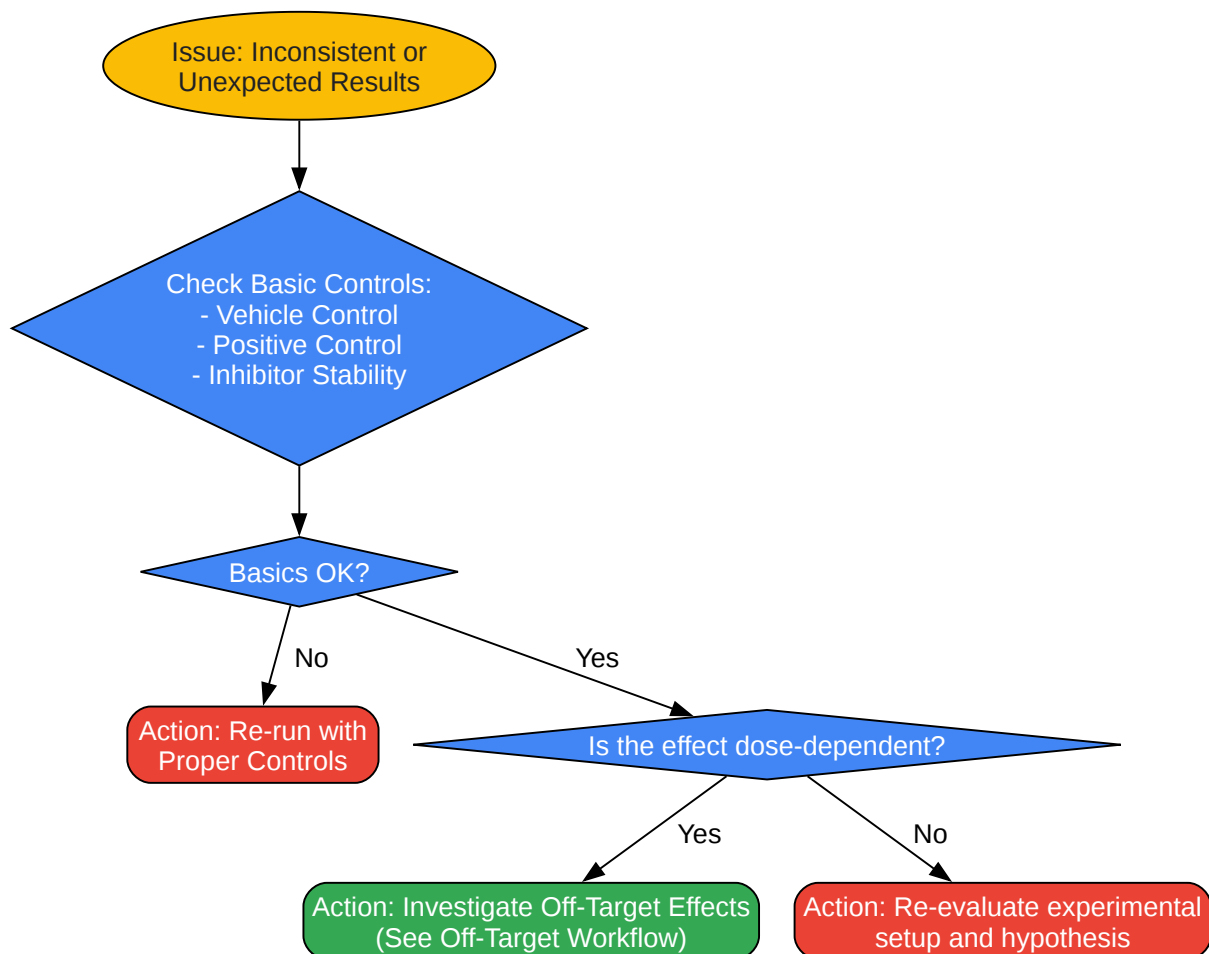 Issue: Inconsistent or
Unexpected Results
Check Basic Controls:
- Vehicle Control
- Positive Control
- Inhibitor Stability
Basics OK?
No
Yes
Action: Re-run with
Proper Controls
Is the effect dose-dependent?
Yes
No
Action: Investigate Off-Target Effects
(See Off-Target Workflow)
Action: Re-evaluate experimental
setup and hypothesis